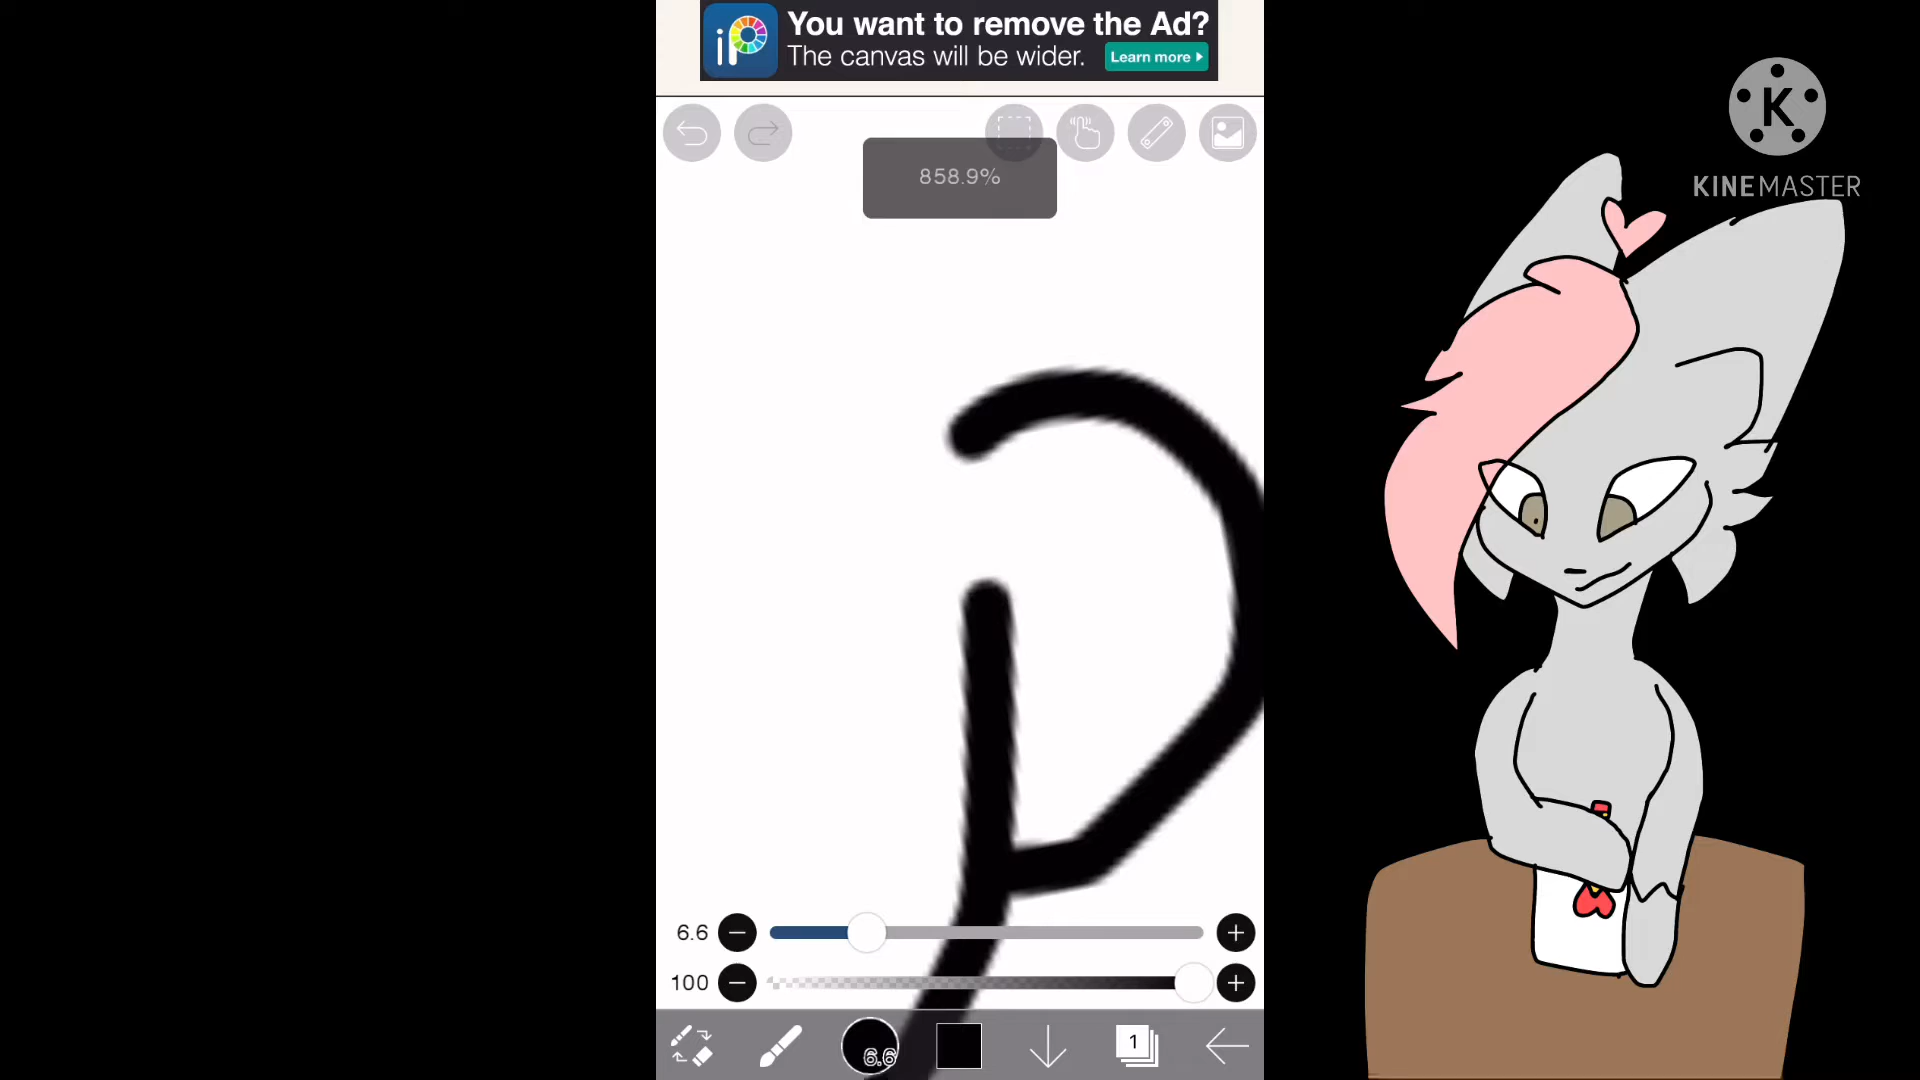 iP
You want to remove the Ad?
The canvas will be wider.
Learn more
858.9%
K
KINEMASTER
6.6
100
6.6
1